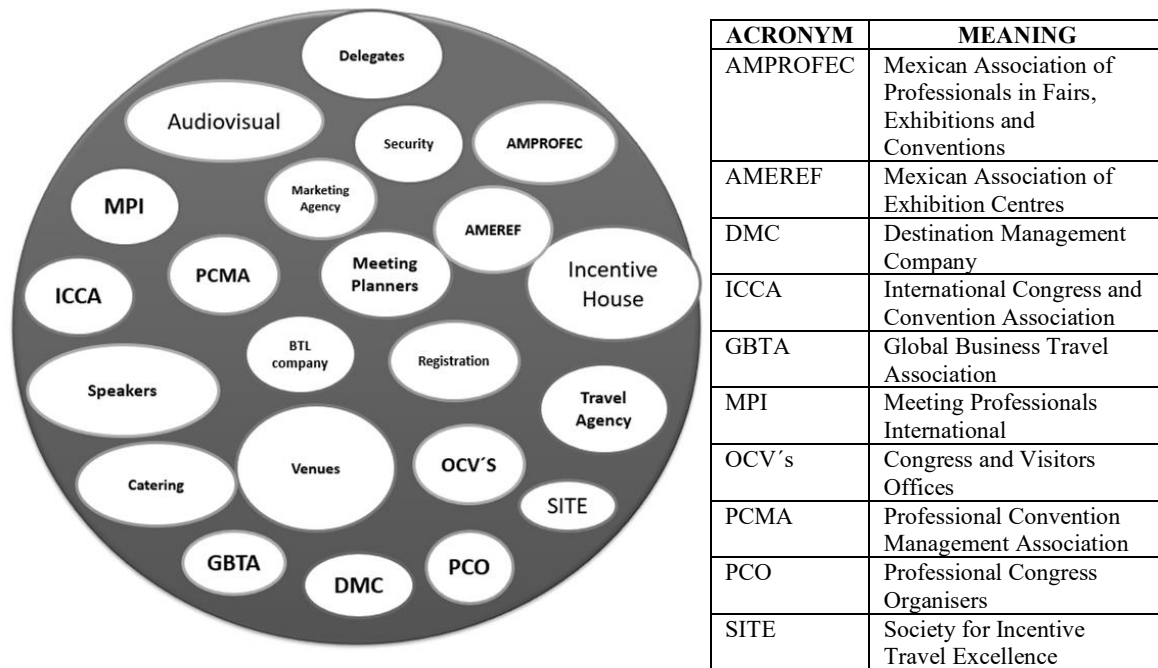 Delegates
Audiovisual
Security
AMPROFEC
Marketing
Agency
MPI
AMEREF
PCMA
Meeting
Planners
Incentive
House
ICCA
BTL
company
Registration
Speakers
Travel
Agency
Venues
OCV´S
Catering
SITE
GBTA
DMC
PCO
ACRONYM MEANING
AMPROFEC Mexican Association of
Professionals in Fairs,
Exhibitions and
Conventions
AMEREF Mexican Association of
Exhibition Centres
DMC Destination Management
Company
ICCA International Congress and
Convention Association
GBTA Global Business Travel
Association
MPI Meeting Professionals
International
OCV´s Congress and Visitors
Offices
PCMA Professional Convention
Management Association
PCO Professional Congress
Organisers
SITE Society for Incentive
Travel Excellence